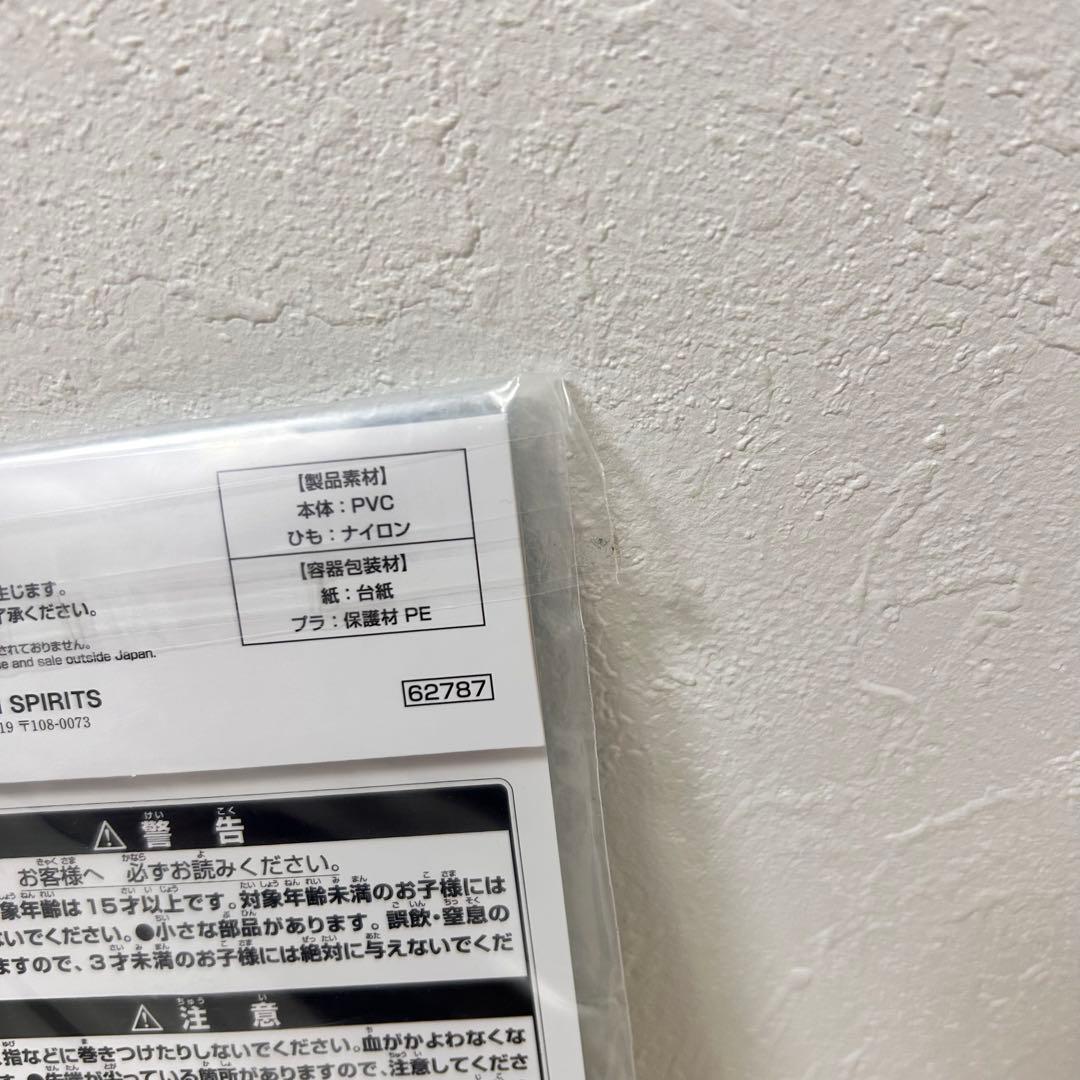 【製品素材】
本体：PVC
ひも：ナイロン
【容器包装材】
紙：台紙
プラ：保護材 PE
生じます。
了承ください。
されておりません。
e and sale outside Japan.
SPIRITS
19 〒108-0073
62787
警告
お客様へ 必ずお読みください。
象年齢は15才以上です。対象年齢未満のお子様には
いでください。●小さな部品があります。誤飲・窒息の
ますので、3才未満のお子様には絶対に与えないでくだ
注意
指などに巻きつけたりしないでください。血がかよわなくな
●先端が尖っている箇所がありますので、注意してくださ